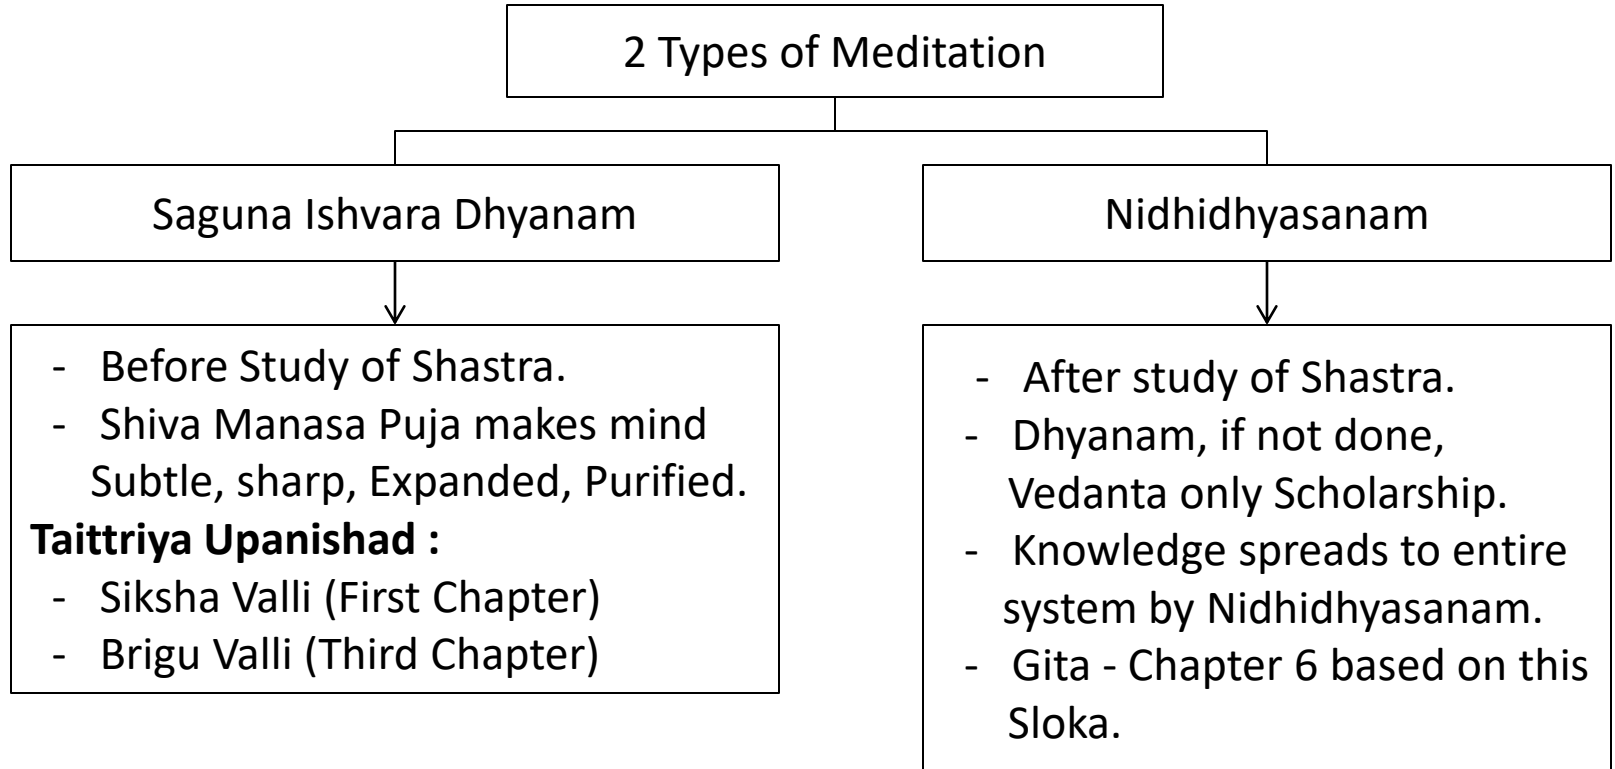 2 Types of Meditation
Saguna Ishvara Dhyanam
- Before Study of Shastra.
- Shiva Manasa Puja makes mind
Subtle, sharp, Expanded, Purified.
Taittriya Upanishad :
- Siksha Valli (First Chapter)
- Brigu Valli (Third Chapter)
Nidhidhyasanam
- After study of Shastra.
- Dhyanam, if not done,
Vedanta only Scholarship.
- Knowledge spreads to entire
system by Nidhidhyasanam.
- Gita - Chapter 6 based on this
Sloka.